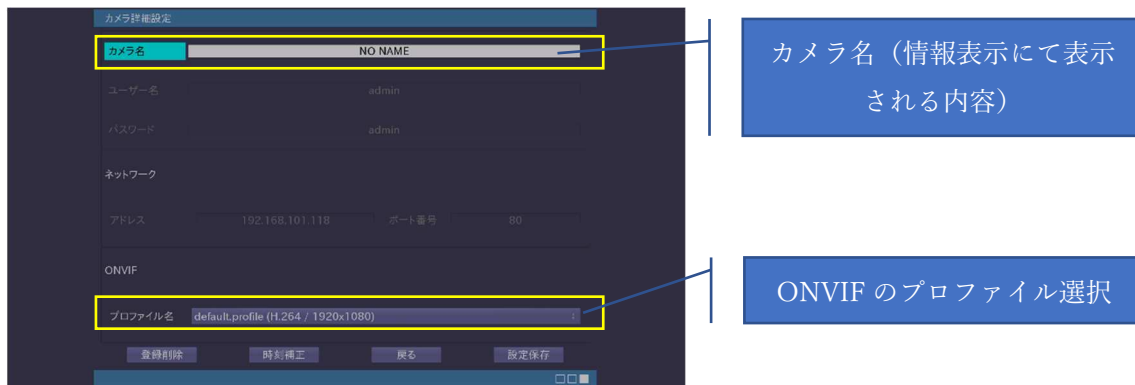 カメラ詳細設定
カメラ名 NO NAME
ユーザー名 admin
パスワード admin
ネットワーク
アドレス 192.168.101.118 ポート番号 80
ONVIF
プロファイル名 default.profile (H.264 / 1920x1080)
登録削除 時刻補正 戻る 設定保存
カメラ名（情報表示にて表示
される内容）
ONVIF のプロファイル選択